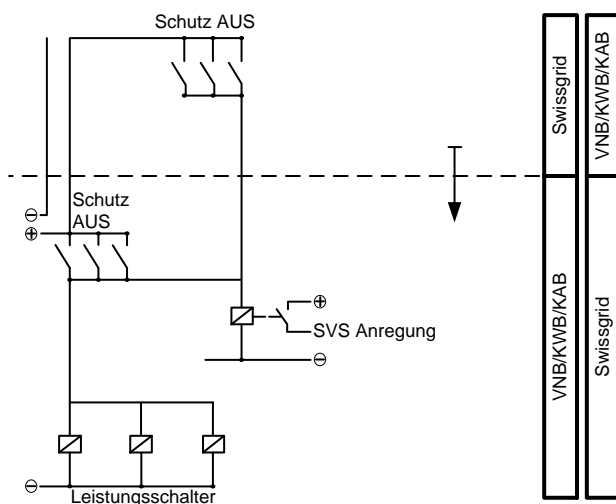 Schutz AUS
Schutz
AUS
SVS Anregung
Leistungsschalter
Swissgrid
VNB/KWB/KAB
VNB/KWB/KAB
Swissgrid